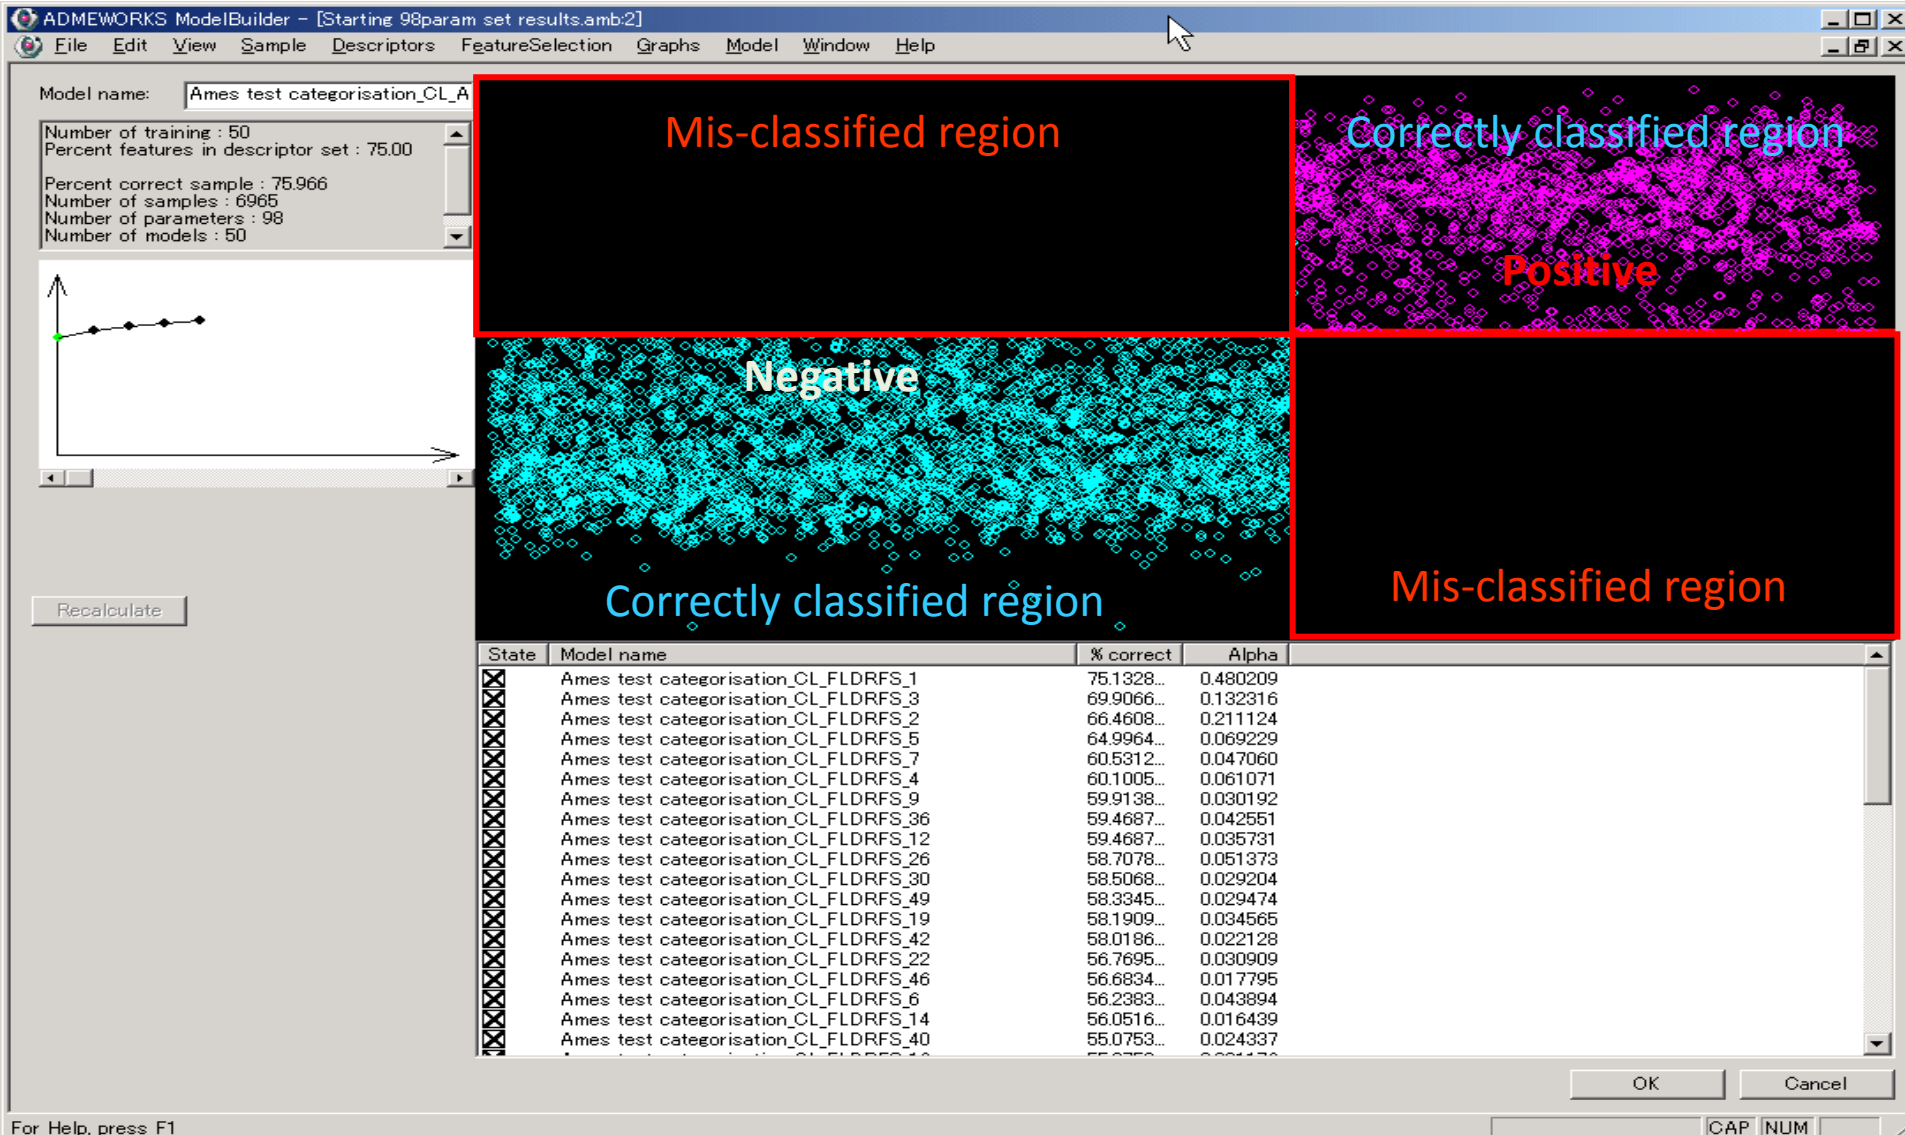 ADMEWORKS ModelBuilder - [Starting 98param set results.amb:2]
File Edit View Sample Descriptors FeatureSelection Graphs Model Window Help
Model name: Ames test categorisation_CL_A
Number of training : 50
Percent features in descriptor set : 75.00
Percent correct sample : 75.966
Number of samples : 6965
Number of parameters : 98
Number of models : 50
Recalculate
Mis-classified region
Correctly classified region
Positive
Negative
Correctly classified region
Mis-classified region
State Model name % correct Alpha
Ames test categorisation_CL_FLDRFS_1 75.1328... 0.480209
Ames test categorisation_CL_FLDRFS_3 69.9066... 0.132316
Ames test categorisation_CL_FLDRFS_2 66.4608... 0.211124
Ames test categorisation_CL_FLDRFS_5 64.9964... 0.069229
Ames test categorisation_CL_FLDRFS_7 60.5312... 0.047060
Ames test categorisation_CL_FLDRFS_4 60.1005... 0.061071
Ames test categorisation_CL_FLDRFS_9 59.9138... 0.030192
Ames test categorisation_CL_FLDRFS_36 59.4687... 0.042551
Ames test categorisation_CL_FLDRFS_12 59.4687... 0.035731
Ames test categorisation_CL_FLDRFS_26 58.7078... 0.051373
Ames test categorisation_CL_FLDRFS_30 58.5068... 0.029204
Ames test categorisation_CL_FLDRFS_49 58.3345... 0.029474
Ames test categorisation_CL_FLDRFS_19 58.1909... 0.034565
Ames test categorisation_CL_FLDRFS_42 58.0186... 0.022128
Ames test categorisation_CL_FLDRFS_22 56.7695... 0.030909
Ames test categorisation_CL_FLDRFS_46 56.6834... 0.017795
Ames test categorisation_CL_FLDRFS_6 56.2383... 0.043894
Ames test categorisation_CL_FLDRFS_14 56.0516... 0.016439
Ames test categorisation_CL_FLDRFS_40 55.0753... 0.024337
OK Cancel
For Help, press F1
CAP NUM